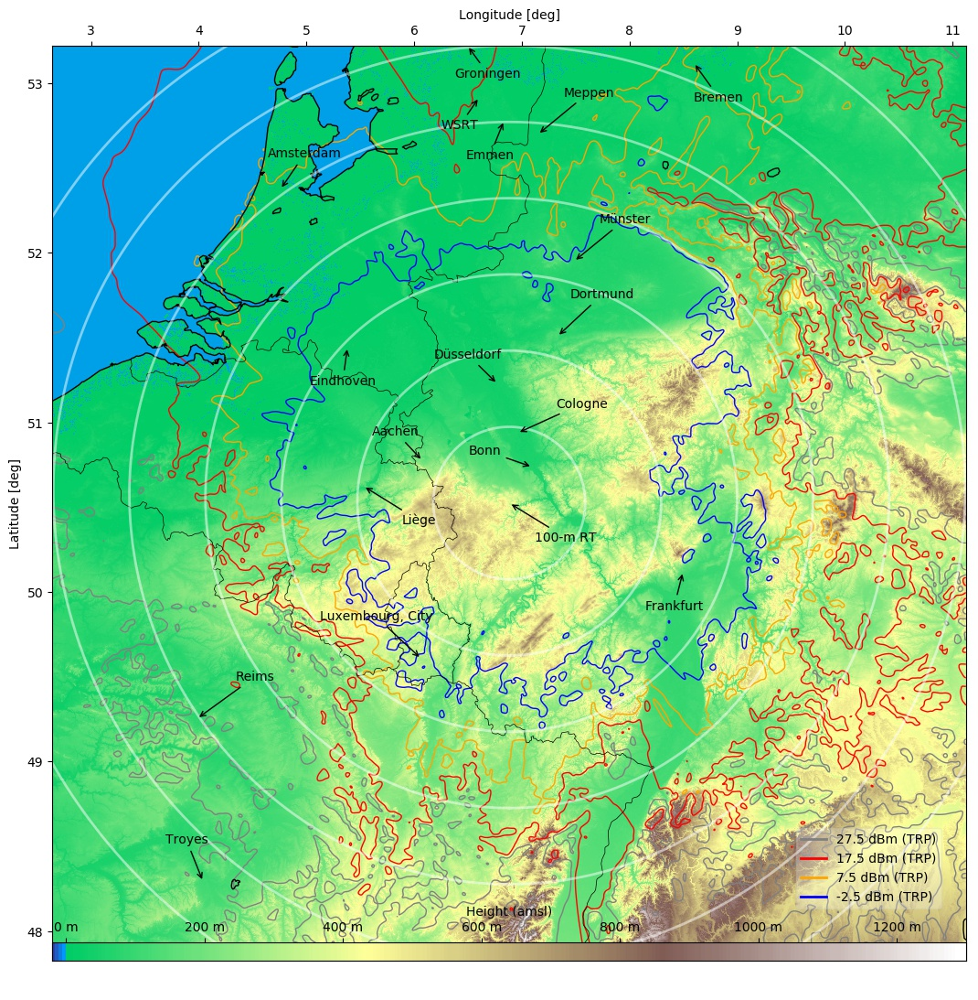 Longitude [deg]
3 4 5 6 7 8 9 10 11
53
52
51
50
49
48
Latitude [deg]
Groningen
Meppen
Bremen
WSRT
Emmen
Amsterdam
Münster
Dortmund
Düsseldorf
Eindhoven
Cologne
Aachen
Bonn
Liège
100-m RT
Frankfurt
Luxembourg, City
Reims
Troyes
27.5 dBm (TRP)
17.5 dBm (TRP)
7.5 dBm (TRP)
-2.5 dBm (TRP)
Height (amsl)
0 m 200 m 400 m 600 m 800 m 1000 m 1200 m